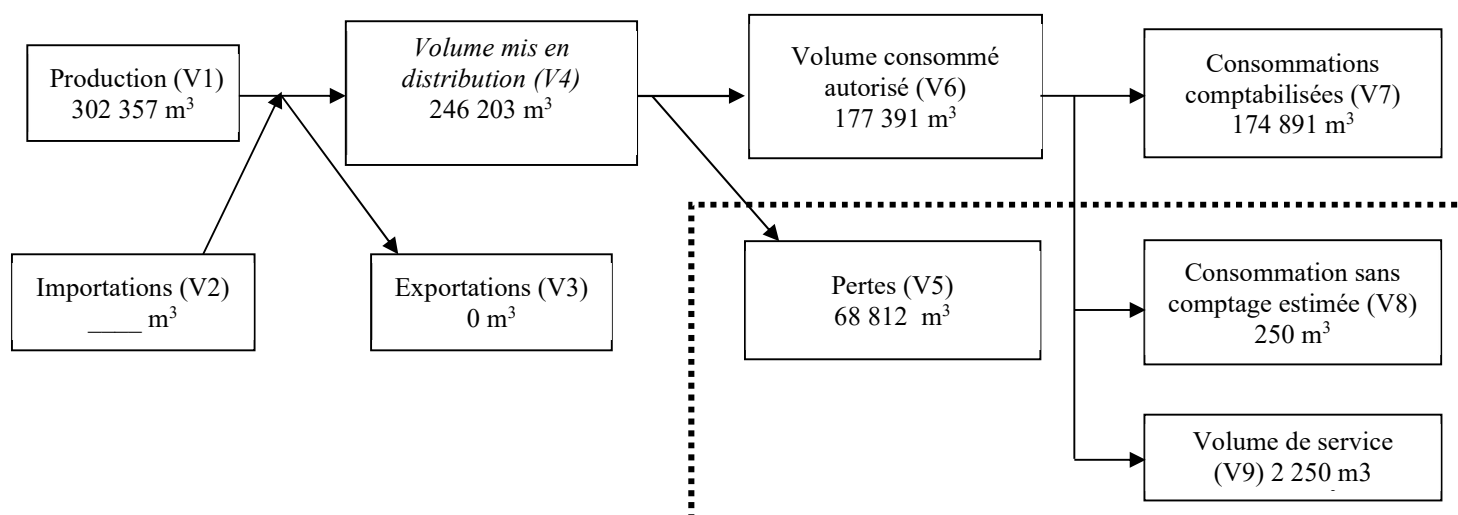 Production (V1)
302 357 m³
Volume mis en
distribution (V4)
246 203 m³
Volume consommé
autorisé (V6)
177 391 m³
Consommations
comptabilisées (V7)
174 891 m³
Importations (V2)
____ m³
Exportations (V3)
0 m³
Pertes (V5)
68 812 m³
Consommation sans
comptage estimée (V8)
250 m³
Volume de service
(V9) 2 250 m3